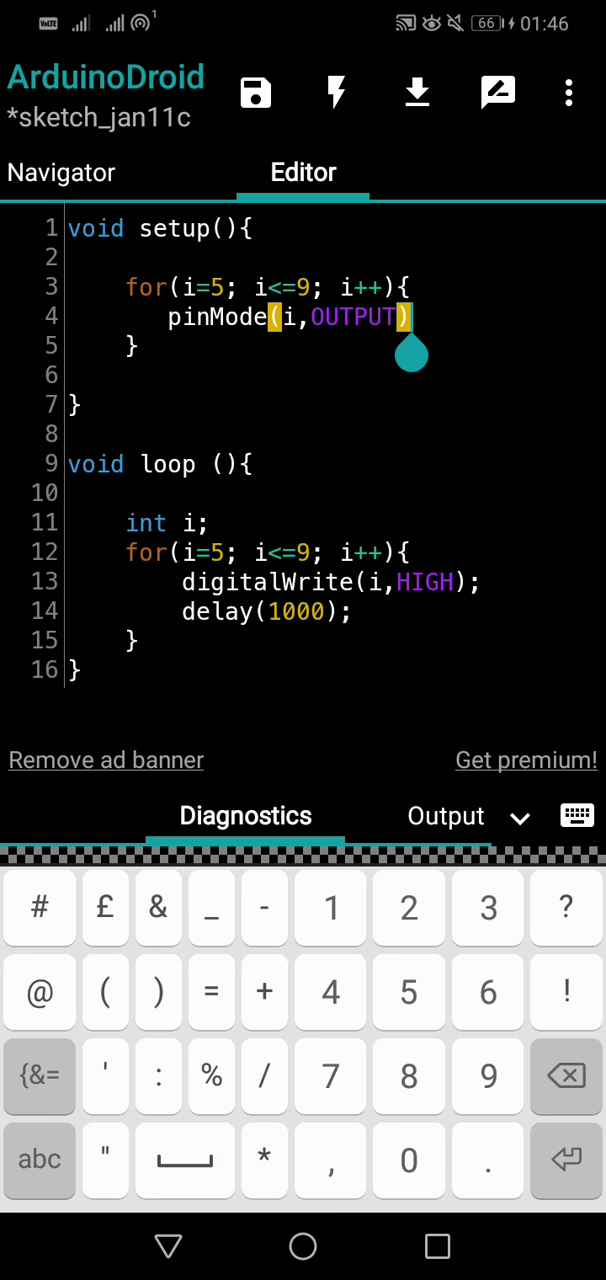 VoLTE 1 66 01:46
ArduinoDroid
*sketch_jan11c
Navigator Editor
1 void setup(){
2
3 for(i=5; i<=9; i++){
4 pinMode(i,OUTPUT)
5 }
6
7 }
8
9 void loop (){
10
11 int i;
12 for(i=5; i<=9; i++){
13 digitalWrite(i,HIGH);
14 delay(1000);
15 }
16 }
Remove ad banner Get premium!
Diagnostics Output
# £ & _ - 1 2 3 ?
@ ( ) = + 4 5 6 !
{&= ' : % / 7 8 9
abc " * , 0 .